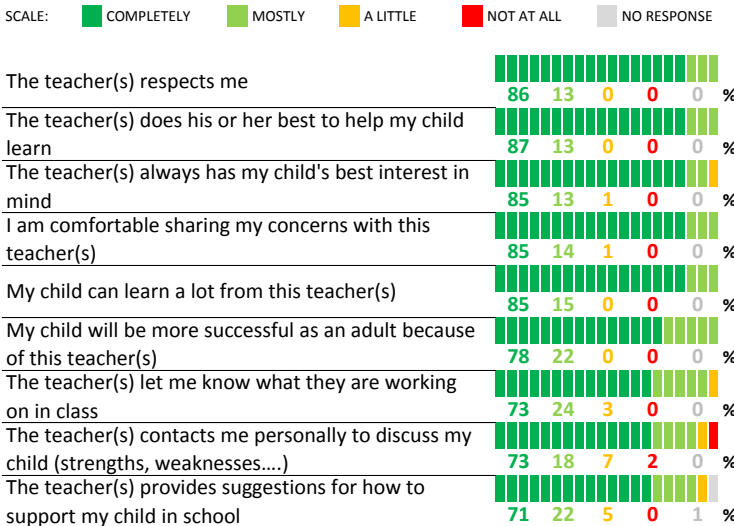 SCALE: COMPLETELY MOSTLY A LITTLE NOT AT ALL NO RESPONSE
The teacher(s) respects me
86 13 0 0 0 %
The teacher(s) does his or her best to help my child
learn
87 13 0 0 0 %
The teacher(s) always has my child's best interest in
mind
85 13 1 0 0 %
I am comfortable sharing my concerns with this
teacher(s)
85 14 1 0 0 %
My child can learn a lot from this teacher(s)
85 15 0 0 0 %
My child will be more successful as an adult because
of this teacher(s)
78 22 0 0 0 %
The teacher(s) let me know what they are working
on in class
73 24 3 0 0 %
The teacher(s) contacts me personally to discuss my
child (strengths, weaknesses....)
73 18 7 2 0 %
The teacher(s) provides suggestions for how to
support my child in school
71 22 5 0 1 %